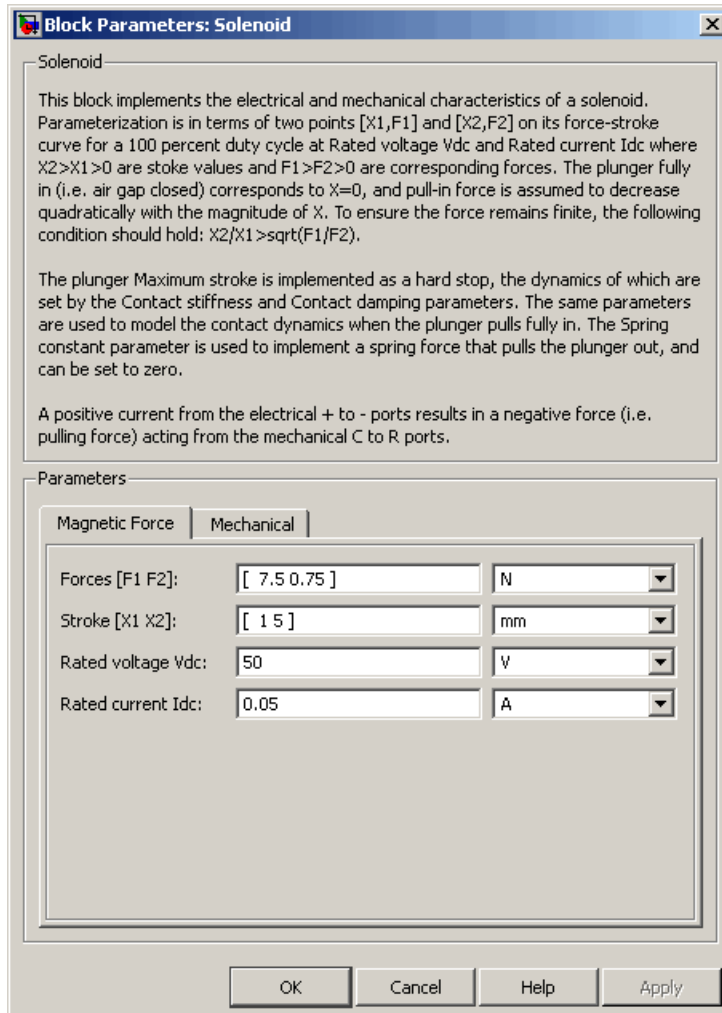 Block Parameters: Solenoid
Solenoid
This block implements the electrical and mechanical characteristics of a solenoid.
Parameterization is in terms of two points [X1,F1] and [X2,F2] on its force-stroke
curve for a 100 percent duty cycle at Rated voltage Vdc and Rated current Idc where
X2>X1>0 are stoke values and F1>F2>0 are corresponding forces. The plunger fully
in (i.e. air gap closed) corresponds to X=0, and pull-in force is assumed to decrease
quadratically with the magnitude of X. To ensure the force remains finite, the following
condition should hold: X2/X1>sqrt(F1/F2).
The plunger Maximum stroke is implemented as a hard stop, the dynamics of which are
set by the Contact stiffness and Contact damping parameters. The same parameters
are used to model the contact dynamics when the plunger pulls fully in. The Spring
constant parameter is used to implement a spring force that pulls the plunger out, and
can be set to zero.
A positive current from the electrical + to - ports results in a negative force (i.e.
pulling force) acting from the mechanical C to R ports.
Parameters
Magnetic Force Mechanical
Forces [F1 F2]: [ 7.5 0.75 ] N
Stroke [X1 X2]: [ 1 5 ] mm
Rated voltage Vdc: 50 V
Rated current Idc: 0.05 A
OK Cancel Help Apply